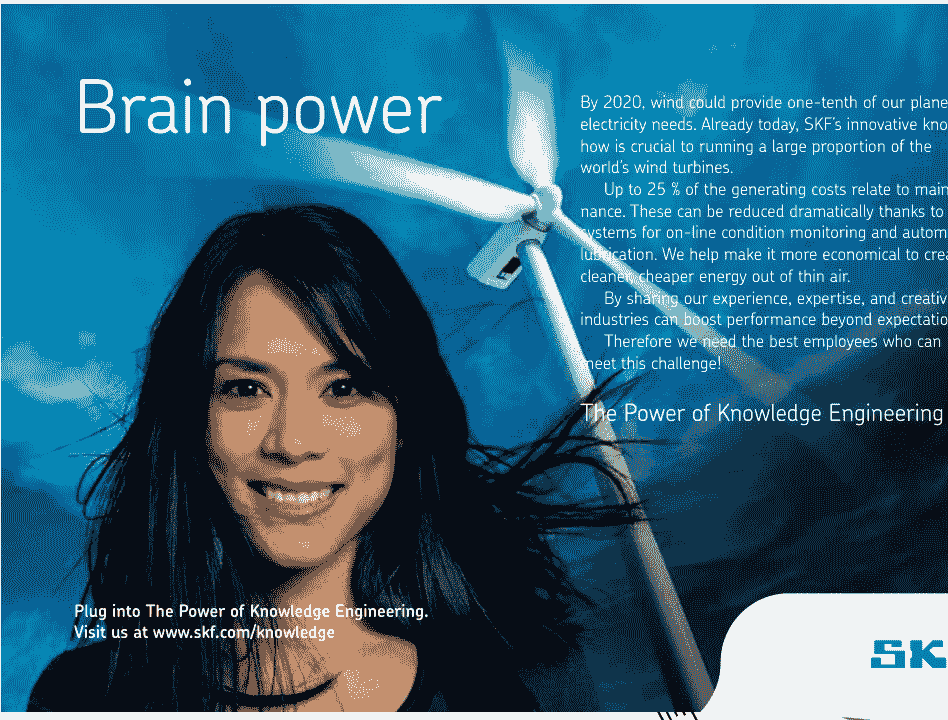 Brain power
By 2020, wind could provide one-tenth of our plane
electricity needs. Already today, SKF's innovative kno
how is crucial to running a large proportion of the
world's wind turbines.
Up to 25 % of the generating costs relate to main
nance. These can be reduced dramatically thanks to
systems for on-line condition monitoring and autom
lubrication. We help make it more economical to crea
cleaner, cheaper energy out of thin air.
By sharing our experience, expertise, and creativ
industries can boost performance beyond expectatio
Therefore we need the best employees who can
meet this challenge!
The Power of Knowledge Engineering
Plug into The Power of Knowledge Engineering.
Visit us at www.skf.com/knowledge
SK